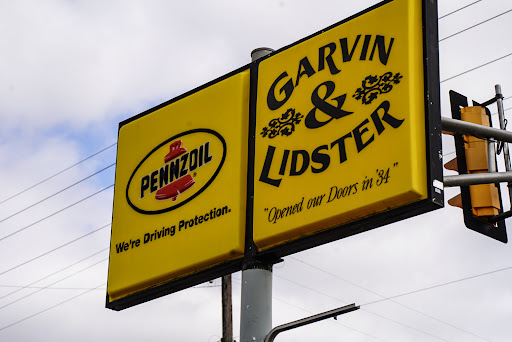 PENNZOIL
We're Driving Protection.
GARVIN
&
LIDSTER
"Opened our Doors in '34"